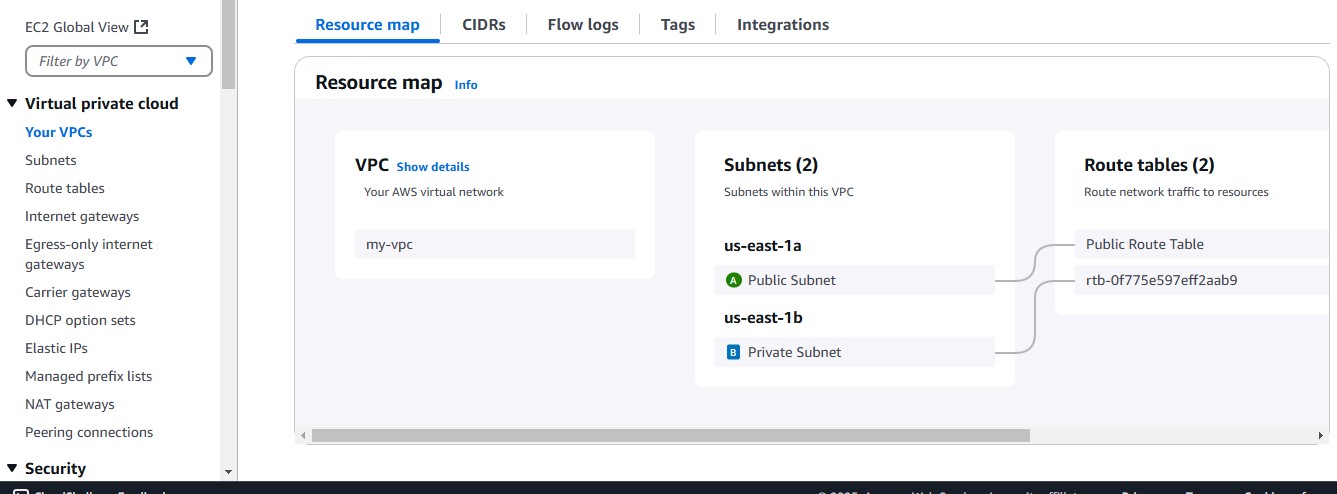 EC2 Global View
Filter by VPC
Virtual private cloud
Your VPCs
Subnets
Route tables
Internet gateways
Egress-only internet
gateways
Carrier gateways
DHCP option sets
Elastic IPs
Managed prefix lists
NAT gateways
Peering connections
Security
Resource map
CIDRs
Flow logs
Tags
Integrations
Resource map Info
VPC Show details
Your AWS virtual network
my-vpc
Subnets (2)
Subnets within this VPC
us-east-1a
A Public Subnet
us-east-1b
B Private Subnet
Route tables (2)
Route network traffic to resources
Public Route Table
rtb-0f775e597eff2aab9